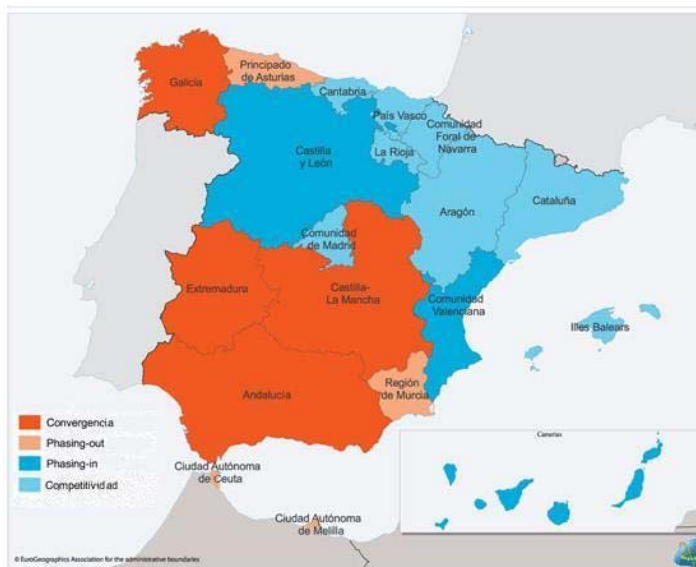 Galicia
Principado
de Asturias
Cantabria
País Vasco
Comunidad
Foral de
Navarra
La Rioja
Castilla
y León
Aragón
Cataluña
Comunidad
de Madrid
Extremadura
Castilla-
La Mancha
Comunidad
Valenciana
Illes Balears
Andalucía
Región
de Murcia
Convergencia
Phasing-out
Phasing-in
Competitividad
Ciudad Autónoma
de Ceuta
Ciudad Autónoma
de Melilla
Canarias
© EuroGeographics Association for the administrative boundaries